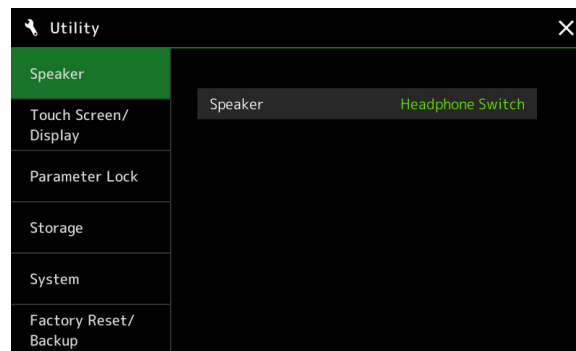 Utility
Speaker
Speaker Headphone Switch
Touch Screen/
Display
Parameter Lock
Storage
System
Factory Reset/
Backup